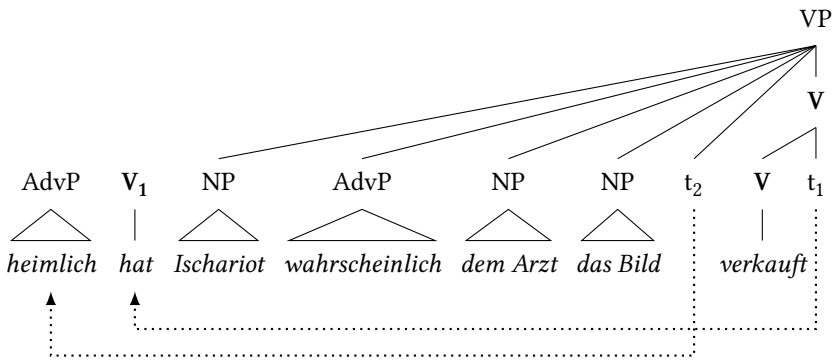 VP
V
AdvP V₁ NP AdvP NP NP t₂ V t₁
heimlich hat Ischariot wahrscheinlich dem Arzt das Bild verkauft